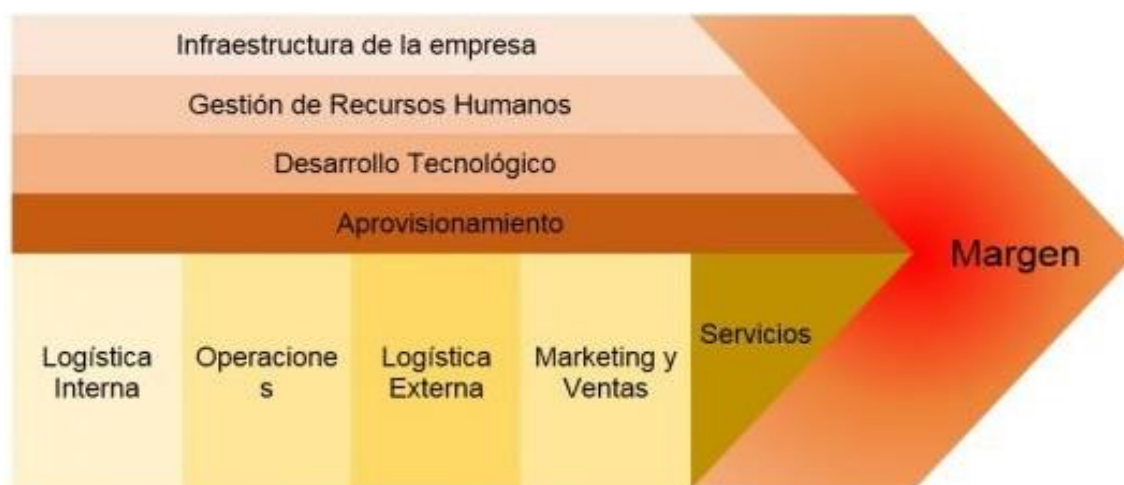 Infraestructura de la empresa
Gestión de Recursos Humanos
Desarrollo Tecnológico
Aprovisionamiento
Margen
Logística
Interna
Operacione
s
Logística
Externa
Marketing y
Ventas
Servicios